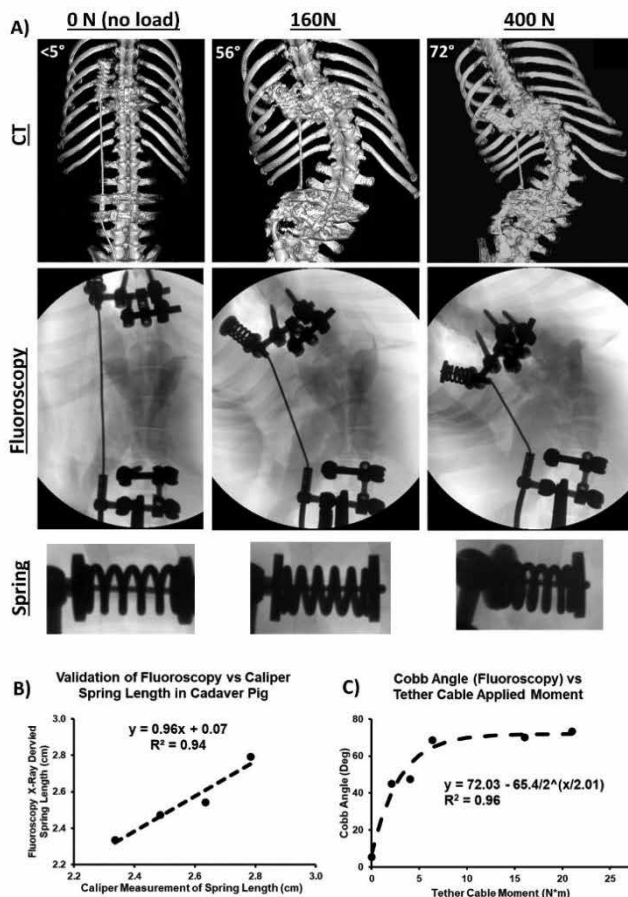 A)
0 N (no load) 160N 400 N
CT
<5° 56° 72°
Fluoroscopy
Spring
B) Validation of Fluoroscopy vs Caliper
Spring Length in Cadaver Pig
Fluoroscopy X-Ray Dervied
Spring Length (cm)
3.0
2.8
2.6
2.4
2.2
y = 0.96x + 0.07
R² = 0.94
2.2 2.4 2.6 2.8 3.0
Caliper Measurement of Spring Length (cm)
C) Cobb Angle (Fluoroscopy) vs
Tether Cable Applied Moment
Cobb Angle (Deg)
80
60
40
20
0
y = 72.03 - 65.4/2^(x/2.01)
R² = 0.96
0 5 10 15 20 25
Tether Cable Moment (N*m)